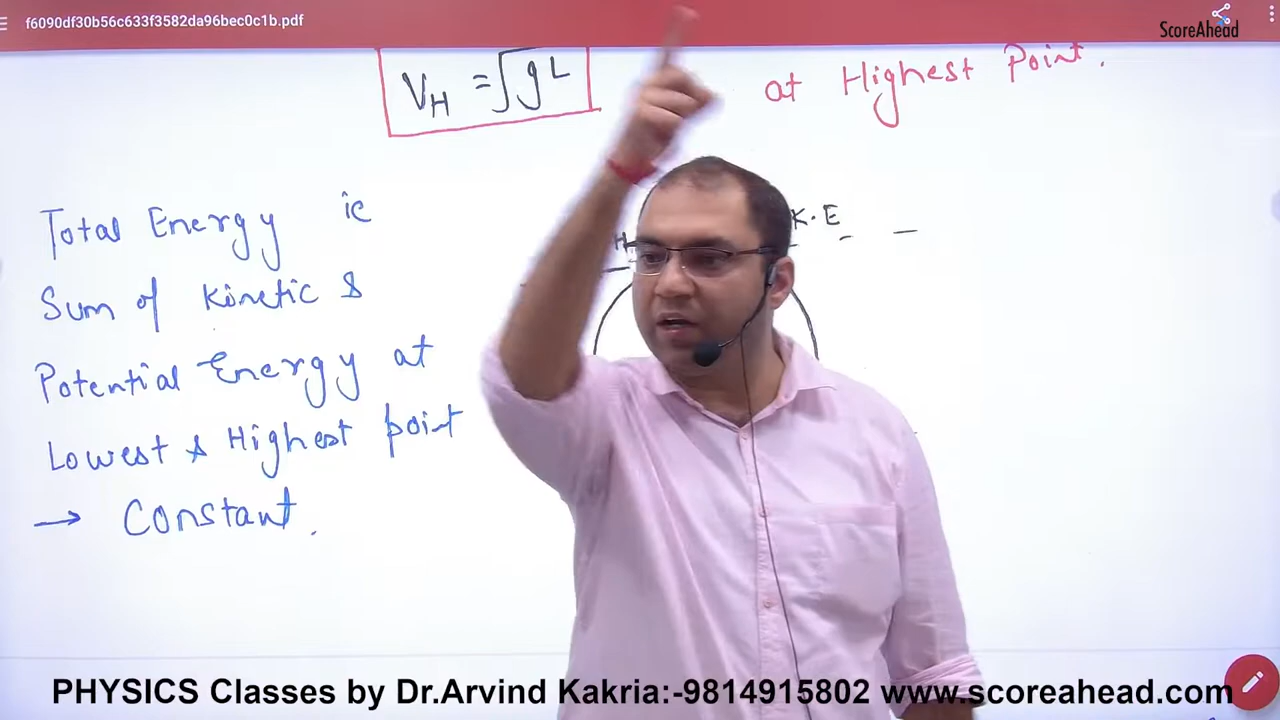 f6090df30b56c633f3582da96bec0c1b.pdf
ScoreAhead
V_H = √gL
at Highest Point.
Total Energy ie
Sum of Kinetic &
Potential Energy at
Lowest & Highest point
→ Constant.
H
K.E
PHYSICS Classes by Dr.Arvind Kakria:-9814915802 www.scoreahead.com